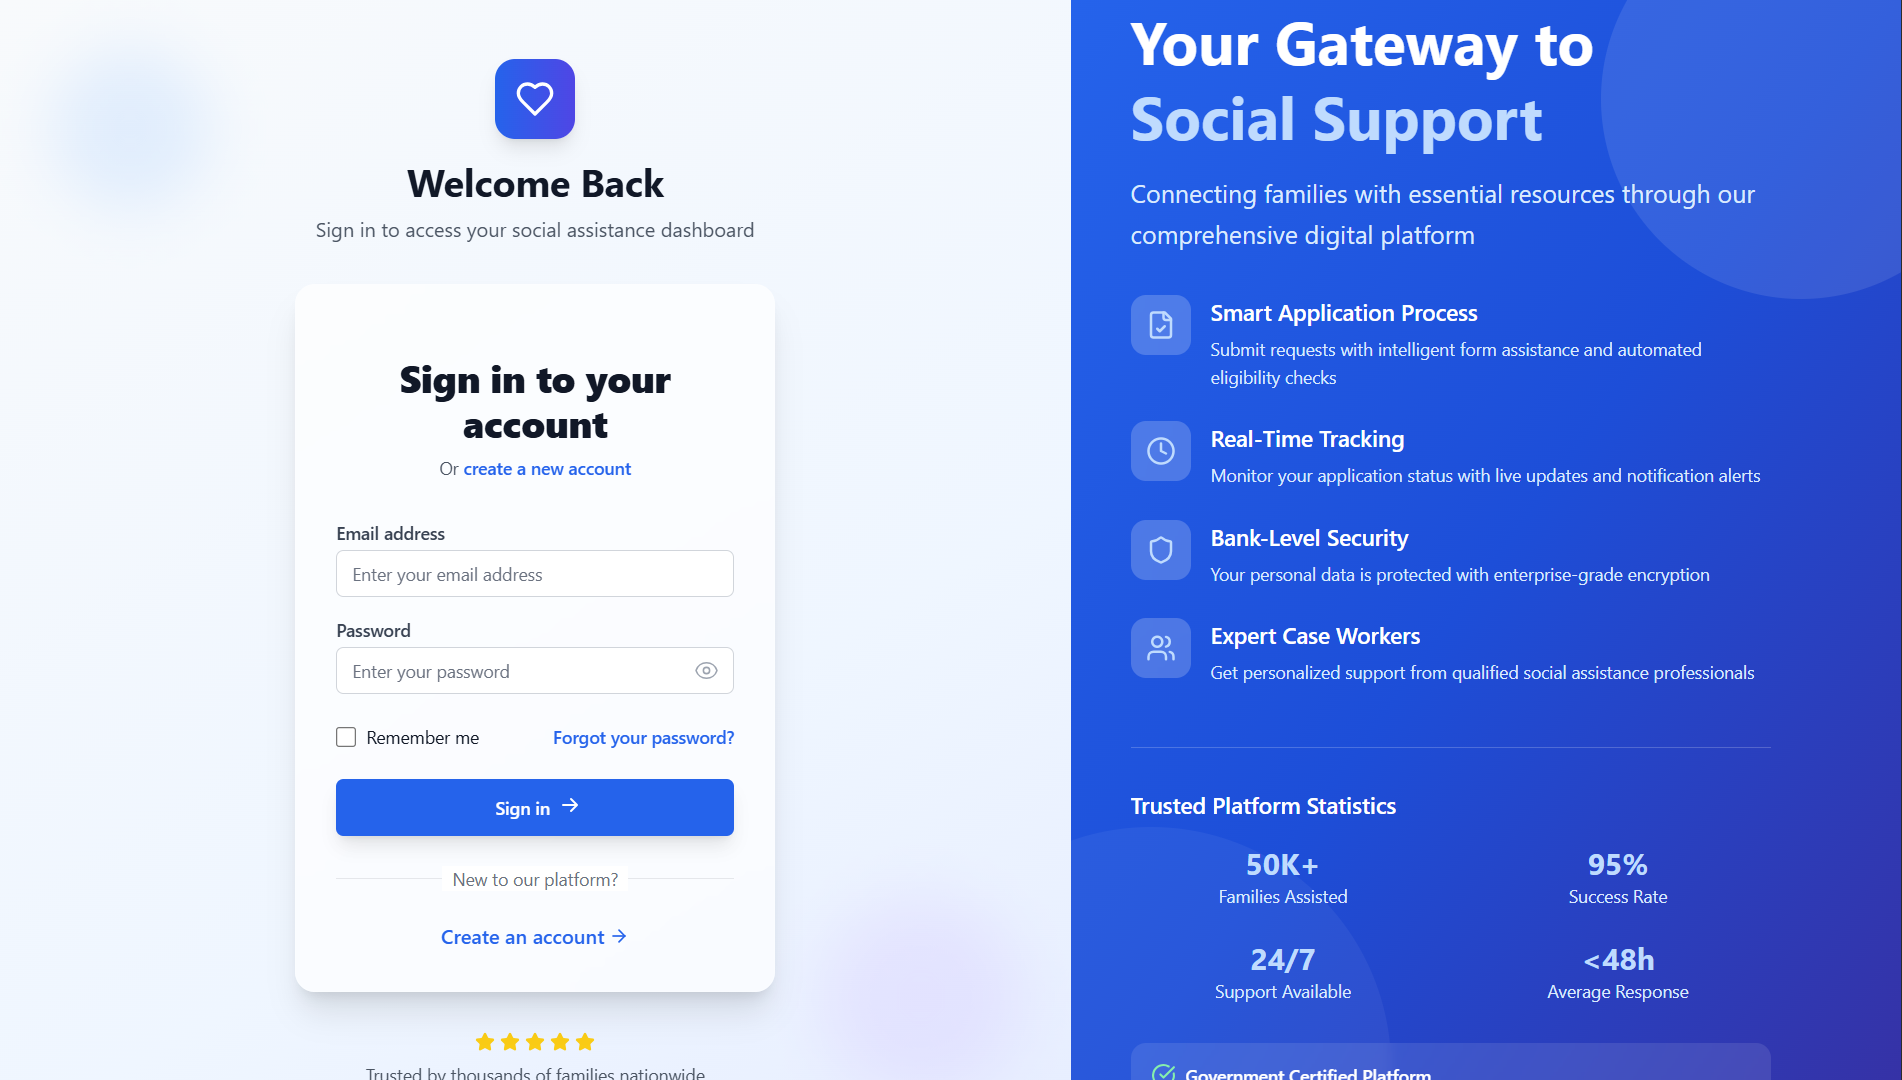 Welcome Back
Sign in to access your social assistance dashboard
Sign in to your
account
Or create a new account
Email address
Enter your email address
Password
Enter your password
Remember me
Forgot your password?
Sign in
New to our platform?
Create an account
Trusted by thousands of families nationwide
Your Gateway to
Social Support
Connecting families with essential resources through our
comprehensive digital platform
Smart Application Process
Submit requests with intelligent form assistance and automated
eligibility checks
Real-Time Tracking
Monitor your application status with live updates and notification alerts
Bank-Level Security
Your personal data is protected with enterprise-grade encryption
Expert Case Workers
Get personalized support from qualified social assistance professionals
Trusted Platform Statistics
50K+
Families Assisted
95%
Success Rate
24/7
Support Available
<48h
Average Response
Government Certified Platform